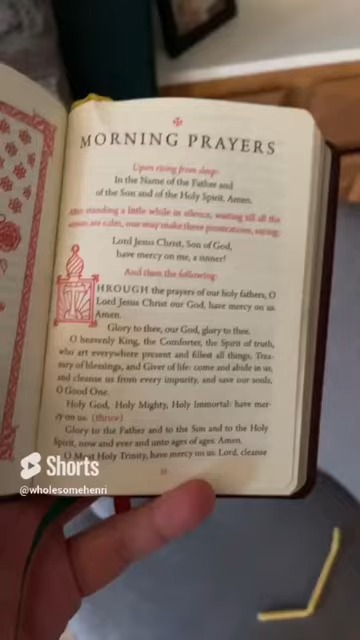 MORNING PRAYERS
Upon rising from sleep:
In the Name of the Father and
of the Son and of the Holy Spirit. Amen.
After standing a little while in silence, waiting till all the
senses are calm, one may make three prostrations, saying:
Lord Jesus Christ, Son of God,
have mercy on me, a sinner!
And then the following:
THROUGH the prayers of our holy fathers, O
Lord Jesus Christ our God, have mercy on us.
Amen.
Glory to thee, our God, glory to thee.
O heavenly King, the Comforter, the Spirit of truth,
who art everywhere present and fillest all things; Trea-
sury of blessings, and Giver of life: come and abide in us,
and cleanse us from every impurity, and save our souls,
O Good One.
Holy God, Holy Mighty, Holy Immortal: have mer-
cy on us. (thrice)
Glory to the Father and to the Son and to the Holy
Spirit, now and ever and unto ages of ages. Amen.
O Most Holy Trinity, have mercy on us. Lord, cleanse
Shorts
@wholesomehenri